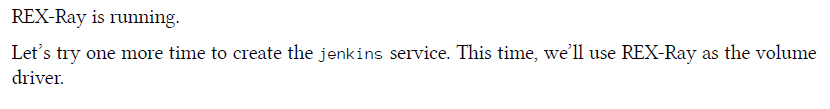 REX-Ray is running.
Let’s try one more time to create the jenkins service. This time, we’ll use REX-Ray as the volume
driver.